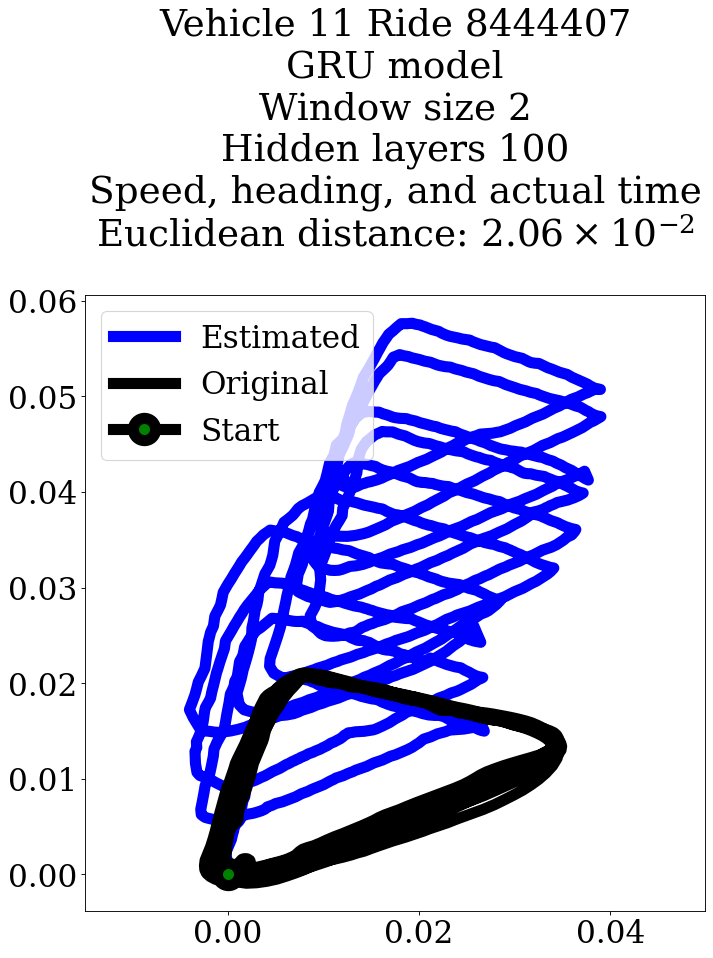 Vehicle 11 Ride 8444407
GRU model
Window size 2
Hidden layers 100
Speed, heading, and actual time
Euclidean distance: 2.06 × 10⁻²
Estimated
Original
Start
0.06
0.05
0.04
0.03
0.02
0.01
0.00
0.00 0.02 0.04